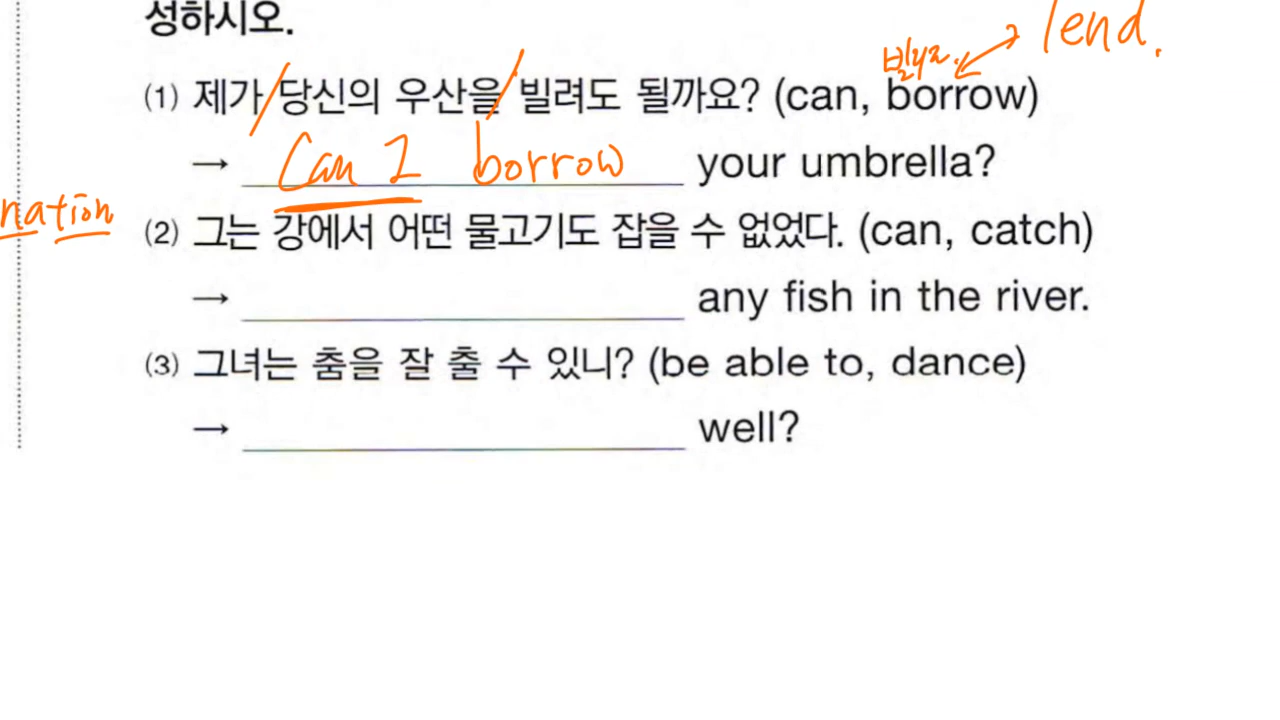 성하시오.
lend.
빌리다.
(1) 제가/당신의 우산을/빌려도 될까요? (can, borrow)
→ Can I borrow your umbrella?
nation
(2) 그는 강에서 어떤 물고기도 잡을 수 없었다. (can, catch)
→ ____________ any fish in the river.
(3) 그녀는 춤을 잘 출 수 있니? (be able to, dance)
→ ____________ well?